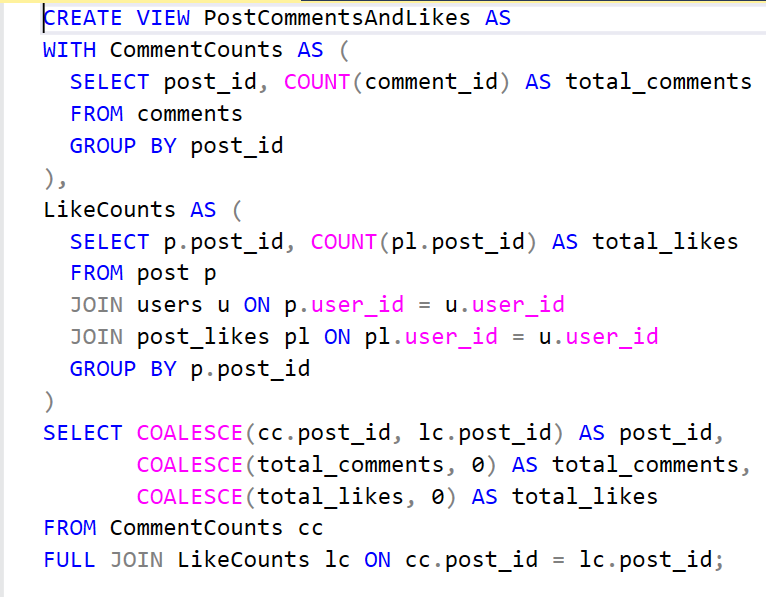 CREATE VIEW PostCommentsAndLikes AS
WITH CommentCounts AS (
  SELECT post_id, COUNT(comment_id) AS total_comments
  FROM comments
  GROUP BY post_id
),
LikeCounts AS (
  SELECT p.post_id, COUNT(pl.post_id) AS total_likes
  FROM post p
  JOIN users u ON p.user_id = u.user_id
  JOIN post_likes pl ON pl.user_id = u.user_id
  GROUP BY p.post_id
)
SELECT COALESCE(cc.post_id, lc.post_id) AS post_id,
       COALESCE(total_comments, 0) AS total_comments,
       COALESCE(total_likes, 0) AS total_likes
FROM CommentCounts cc
FULL JOIN LikeCounts lc ON cc.post_id = lc.post_id;